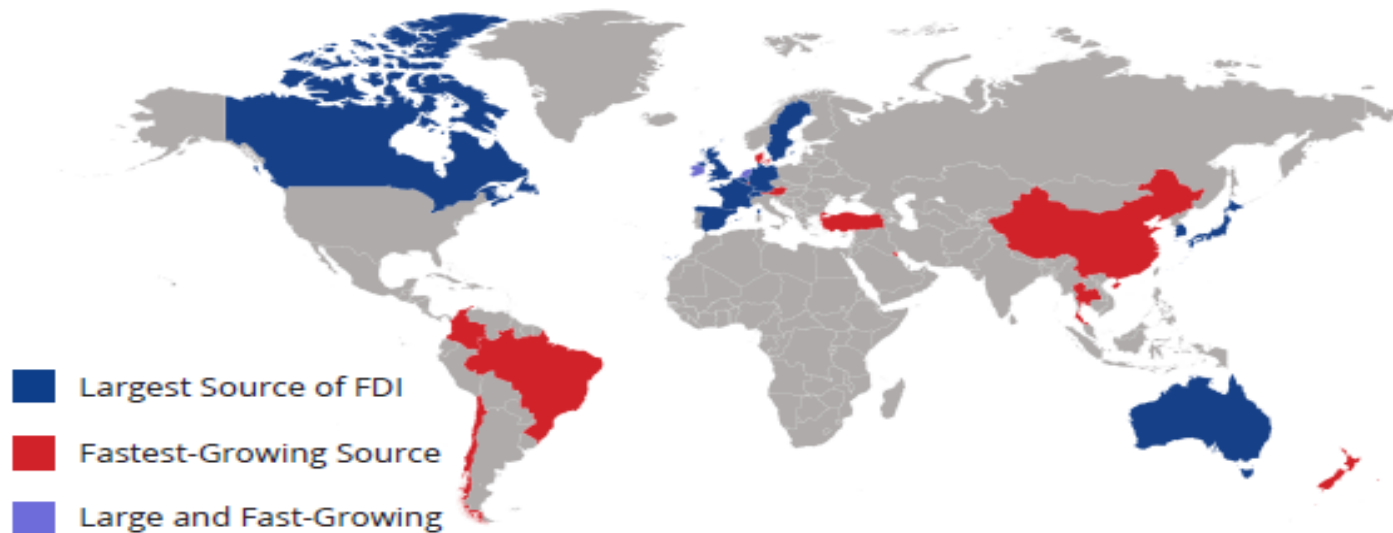 Largest Source of FDI
Fastest-Growing Source
Large and Fast-Growing